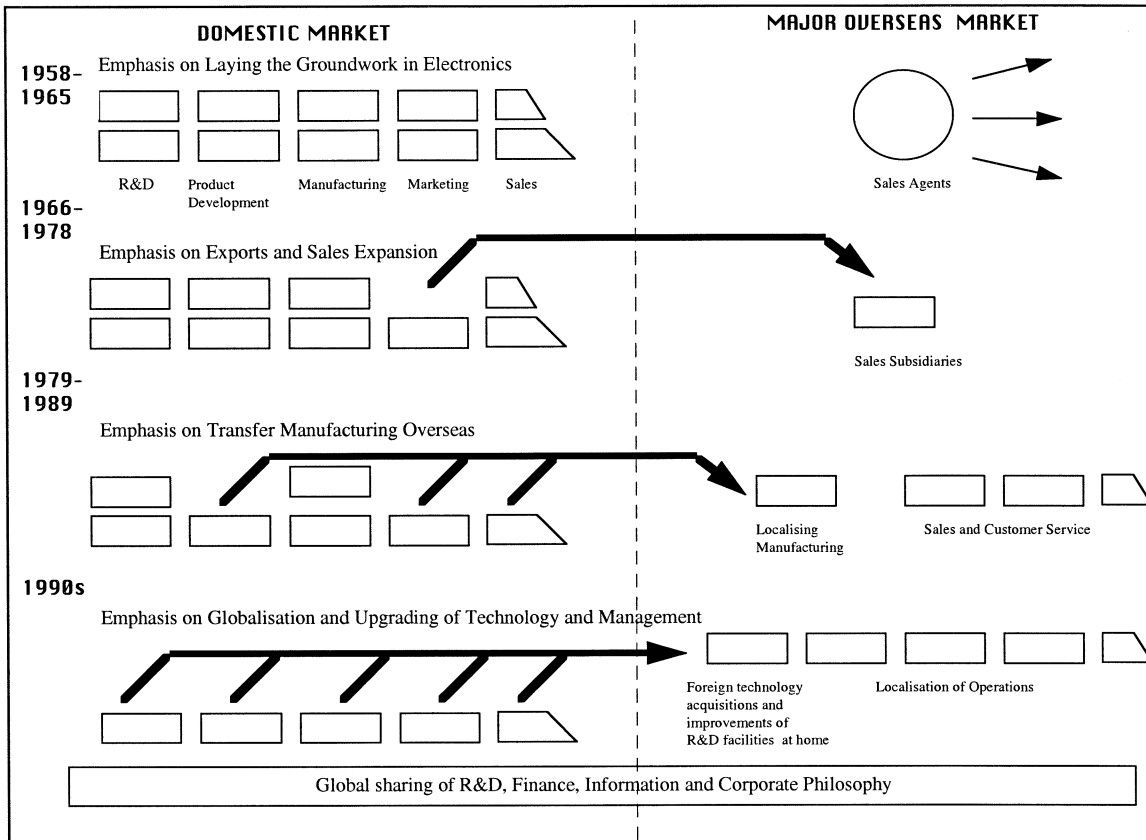 DOMESTIC MARKET
MAJOR OVERSEAS MARKET
1958-
1965
Emphasis on Laying the Groundwork in Electronics
R&D
Product
Development
Manufacturing
Marketing
Sales
Sales Agents
1966-
1978
Emphasis on Exports and Sales Expansion
Sales Subsidiaries
1979-
1989
Emphasis on Transfer Manufacturing Overseas
Localising
Manufacturing
Sales and Customer Service
1990s
Emphasis on Globalisation and Upgrading of Technology and Management
Foreign technology
acquisitions and
improvements of
R&D facilities at home
Localisation of Operations
Global sharing of R&D, Finance, Information and Corporate Philosophy